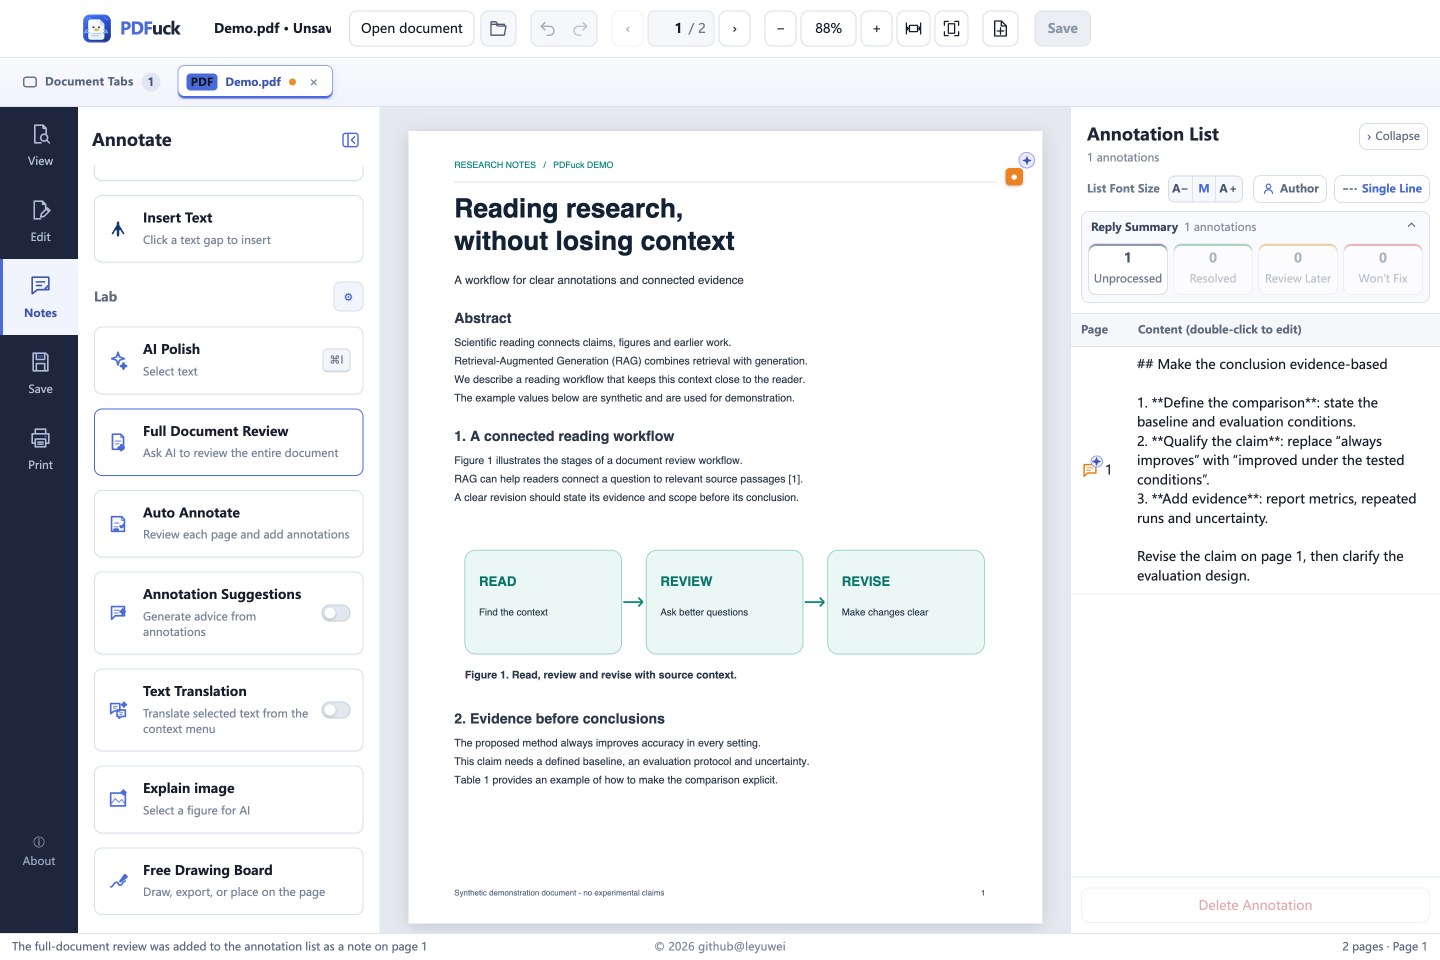 PDFuck
Demo.pdf • Unsav
Open document
1 / 2
88%
Save
Document Tabs 1
PDF Demo.pdf
View
Edit
Notes
Save
Print
About
Annotate
Insert Text
Click a text gap to insert
Lab
AI Polish
Select text
⌘I
Full Document Review
Ask AI to review the entire document
Auto Annotate
Review each page and add annotations
Annotation Suggestions
Generate advice from
annotations
Text Translation
Translate selected text from the
context menu
Explain image
Select a figure for AI
Free Drawing Board
Draw, export, or place on the page
RESEARCH NOTES / PDFuck DEMO
Reading research,
without losing context
A workflow for clear annotations and connected evidence
Abstract
Scientific reading connects claims, figures and earlier work.
Retrieval-Augmented Generation (RAG) combines retrieval with generation.
We describe a reading workflow that keeps this context close to the reader.
The example values below are synthetic and are used for demonstration.
1. A connected reading workflow
Figure 1 illustrates the stages of a document review workflow.
RAG can help readers connect a question to relevant source passages [1].
A clear revision should state its evidence and scope before its conclusion.
READ
Find the context
REVIEW
Ask better questions
REVISE
Make changes clear
Figure 1. Read, review and revise with source context.
2. Evidence before conclusions
The proposed method always improves accuracy in every setting.
This claim needs a defined baseline, an evaluation protocol and uncertainty.
Table 1 provides an example of how to make the comparison explicit.
Synthetic demonstration document - no experimental claims
1
Annotation List
› Collapse
1 annotations
List Font Size A− M A+ Author Single Line
Reply Summary 1 annotations
1 Unprocessed
0 Resolved
0 Review Later
0 Won't Fix
Page Content (double-click to edit)
1
## Make the conclusion evidence-based
1. **Define the comparison**: state the
baseline and evaluation conditions.
2. **Qualify the claim**: replace “always
improves” with “improved under the tested
conditions”.
3. **Add evidence**: report metrics, repeated
runs and uncertainty.
Revise the claim on page 1, then clarify the
evaluation design.
Delete Annotation
The full-document review was added to the annotation list as a note on page 1
© 2026 github@leyuwei
2 pages · Page 1